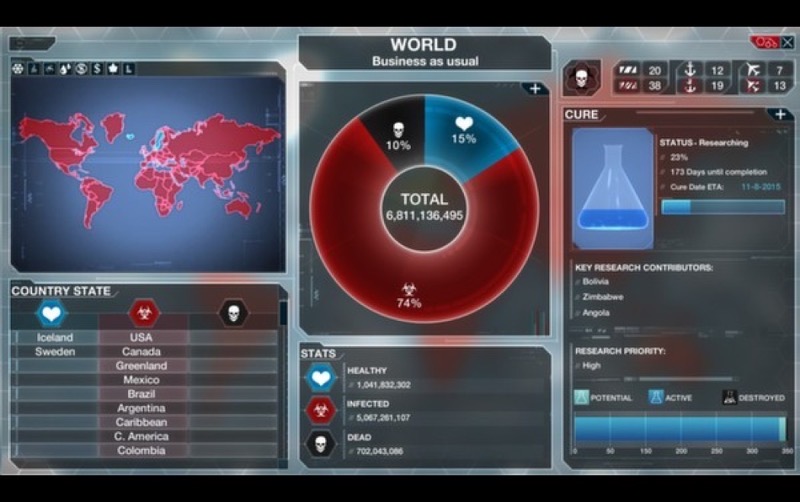 WORLD
Business as usual
20 12 7
38 19 13
L
15%
10%
TOTAL
6,811,136,495
74%
CURE
STATUS- Researching
23%
173 Days until completion
Cure Date ETA: 11-8-2015
KEY RESEARCH CONTRIBUTORS:
Bolivia
Zimbabwe
Angola
RESEARCH PRIORITY:
High
POTENTIAL ACTIVE DESTROYED
0 50 100 150 200 250 300 350
COUNTRY STATE
Iceland USA
Sweden Canada
Greenland
Mexico
Brazil
Argentina
Caribbean
C. America
Colombia
STATS
HEALTHY
1,041,832,302
INFECTED
5,067,261,107
DEAD
702,043,086